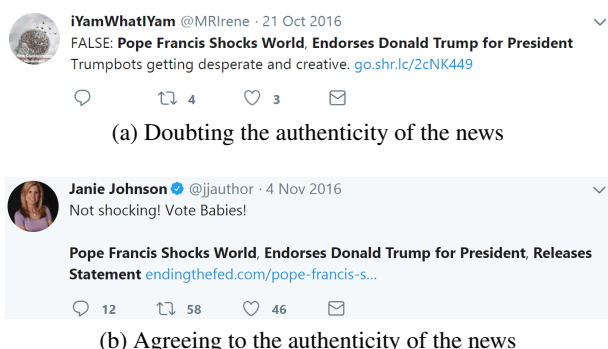 iYamWhatIYam @MRIrene · 21 Oct 2016
FALSE: Pope Francis Shocks World, Endorses Donald Trump for President
Trumpbots getting desperate and creative. go.shr.lc/2cNK449
4 3
(a) Doubting the authenticity of the news
Janie Johnson @jjauthor · 4 Nov 2016
Not shocking! Vote Babies!
Pope Francis Shocks World, Endorses Donald Trump for President, Releases
Statement endingthefed.com/pope-francis-s...
12 58 46
(b) Agreeing to the authenticity of the news